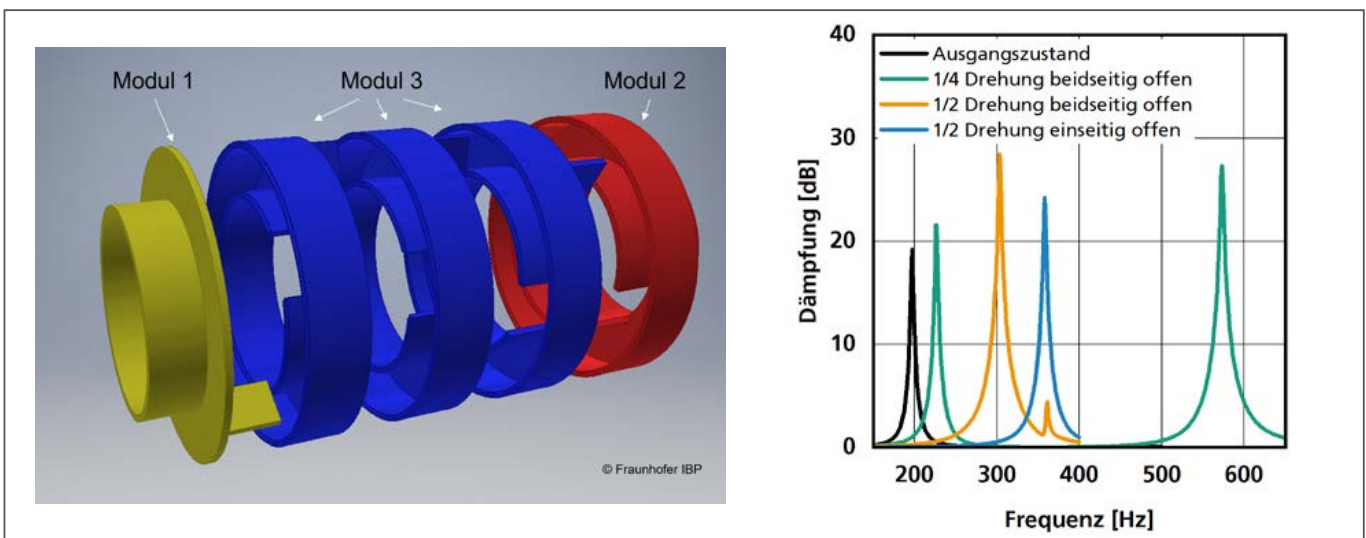 Modul 1
Modul 3
Modul 2
© Fraunhofer IBP
Dämpfung [dB]
40
30
20
10
0
Ausgangszustand
1/4 Drehung beidseitig offen
1/2 Drehung beidseitig offen
1/2 Drehung einseitig offen
200
300
400
500
600
Frequenz [Hz]